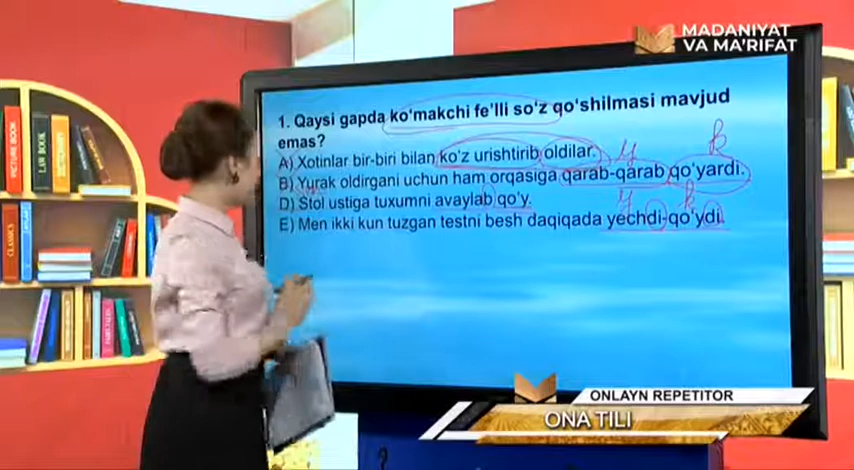 MADANIYAT
VA MA'RIFAT
1. Qaysi gapda ko‘makchi fe’lli so‘z qo‘shilmasi mavjud
emas?
A) Xotinlar bir-biri bilan ko‘z urishtirib oldilar.
B) Yurak oldirgani uchun ham orqasiga qarab-qarab qo‘yardi.
D) Stol ustiga tuxumni avaylab qo‘y.
E) Men ikki kun tuzgan testni besh daqiqada yechdi-qo‘ydi.
y k
y k
ONLAYN REPETITOR
ONA TILI